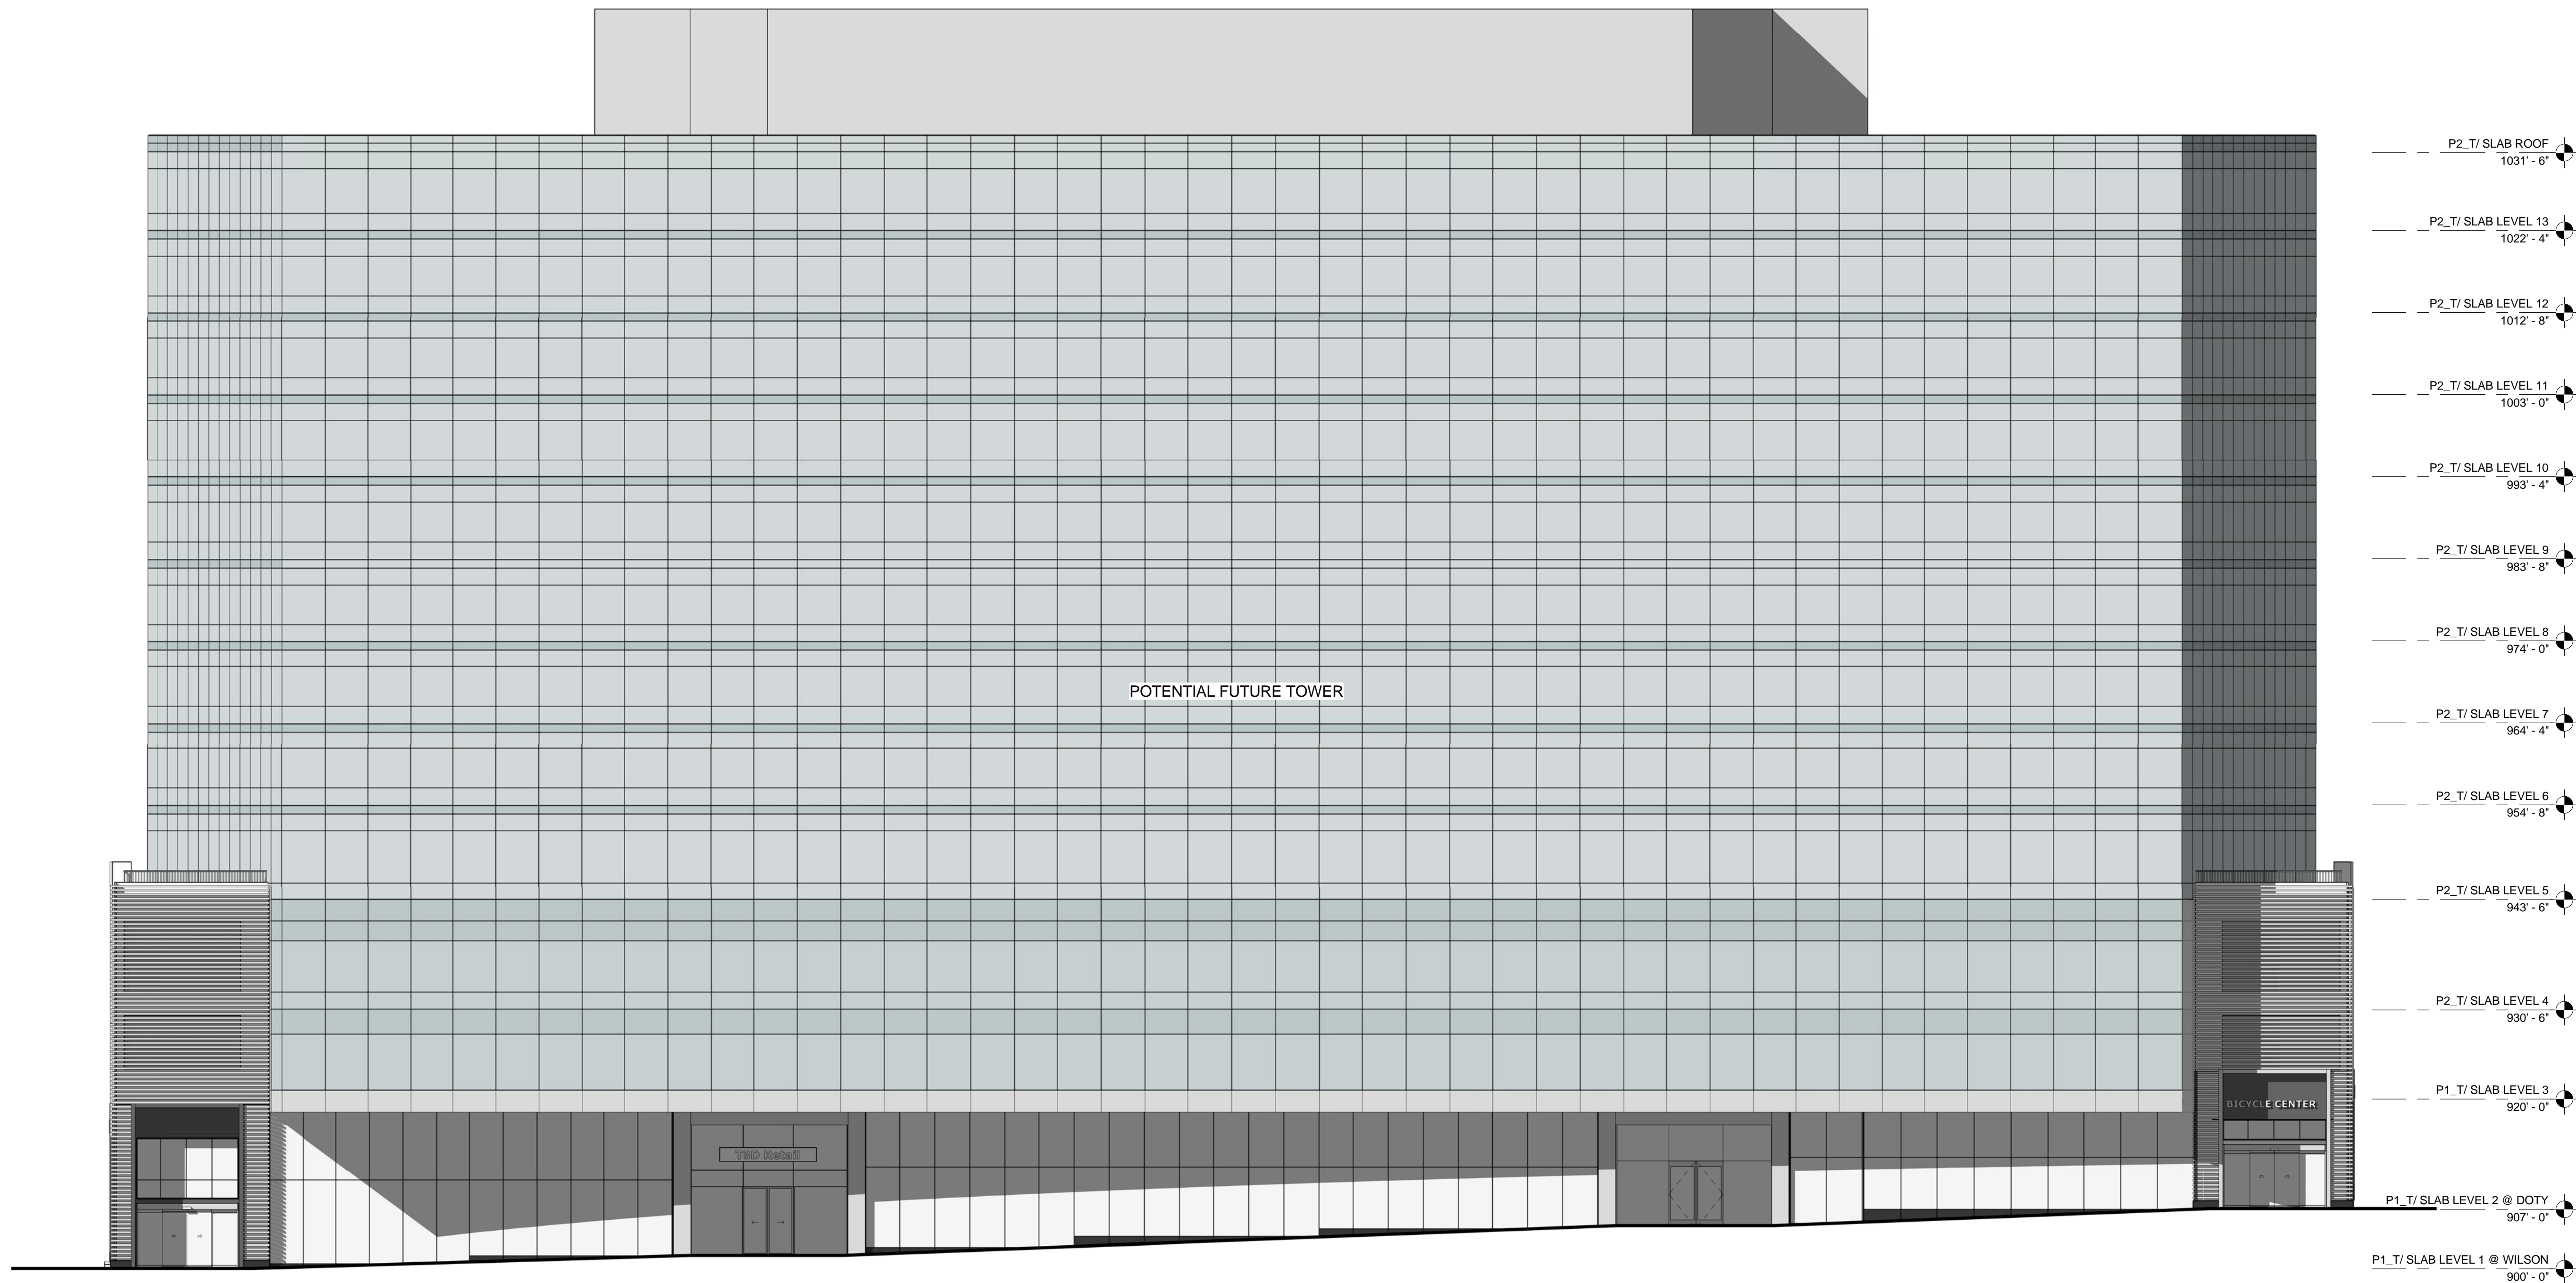 P2_T/ SLAB ROOF
1031' - 6"
P2_T/ SLAB LEVEL 13
1022' - 4"
P2_T/ SLAB LEVEL 12
1012' - 8"
P2_T/ SLAB LEVEL 11
1003' - 0"
P2_T/ SLAB LEVEL 10
993' - 4"
P2_T/ SLAB LEVEL 9
983' - 8"
P2_T/ SLAB LEVEL 8
974' - 0"
POTENTIAL FUTURE TOWER
P2_T/ SLAB LEVEL 7
964' - 4"
P2_T/ SLAB LEVEL 6
954' - 8"
P2_T/ SLAB LEVEL 5
943' - 6"
P2_T/ SLAB LEVEL 4
930' - 6"
P1_T/ SLAB LEVEL 3
920' - 0"
BICYCLE CENTER
TBD Retail
P1_T/ SLAB LEVEL 2 @ DOTY
907' - 0"
P1_T/ SLAB LEVEL 1 @ WILSON
900' - 0"